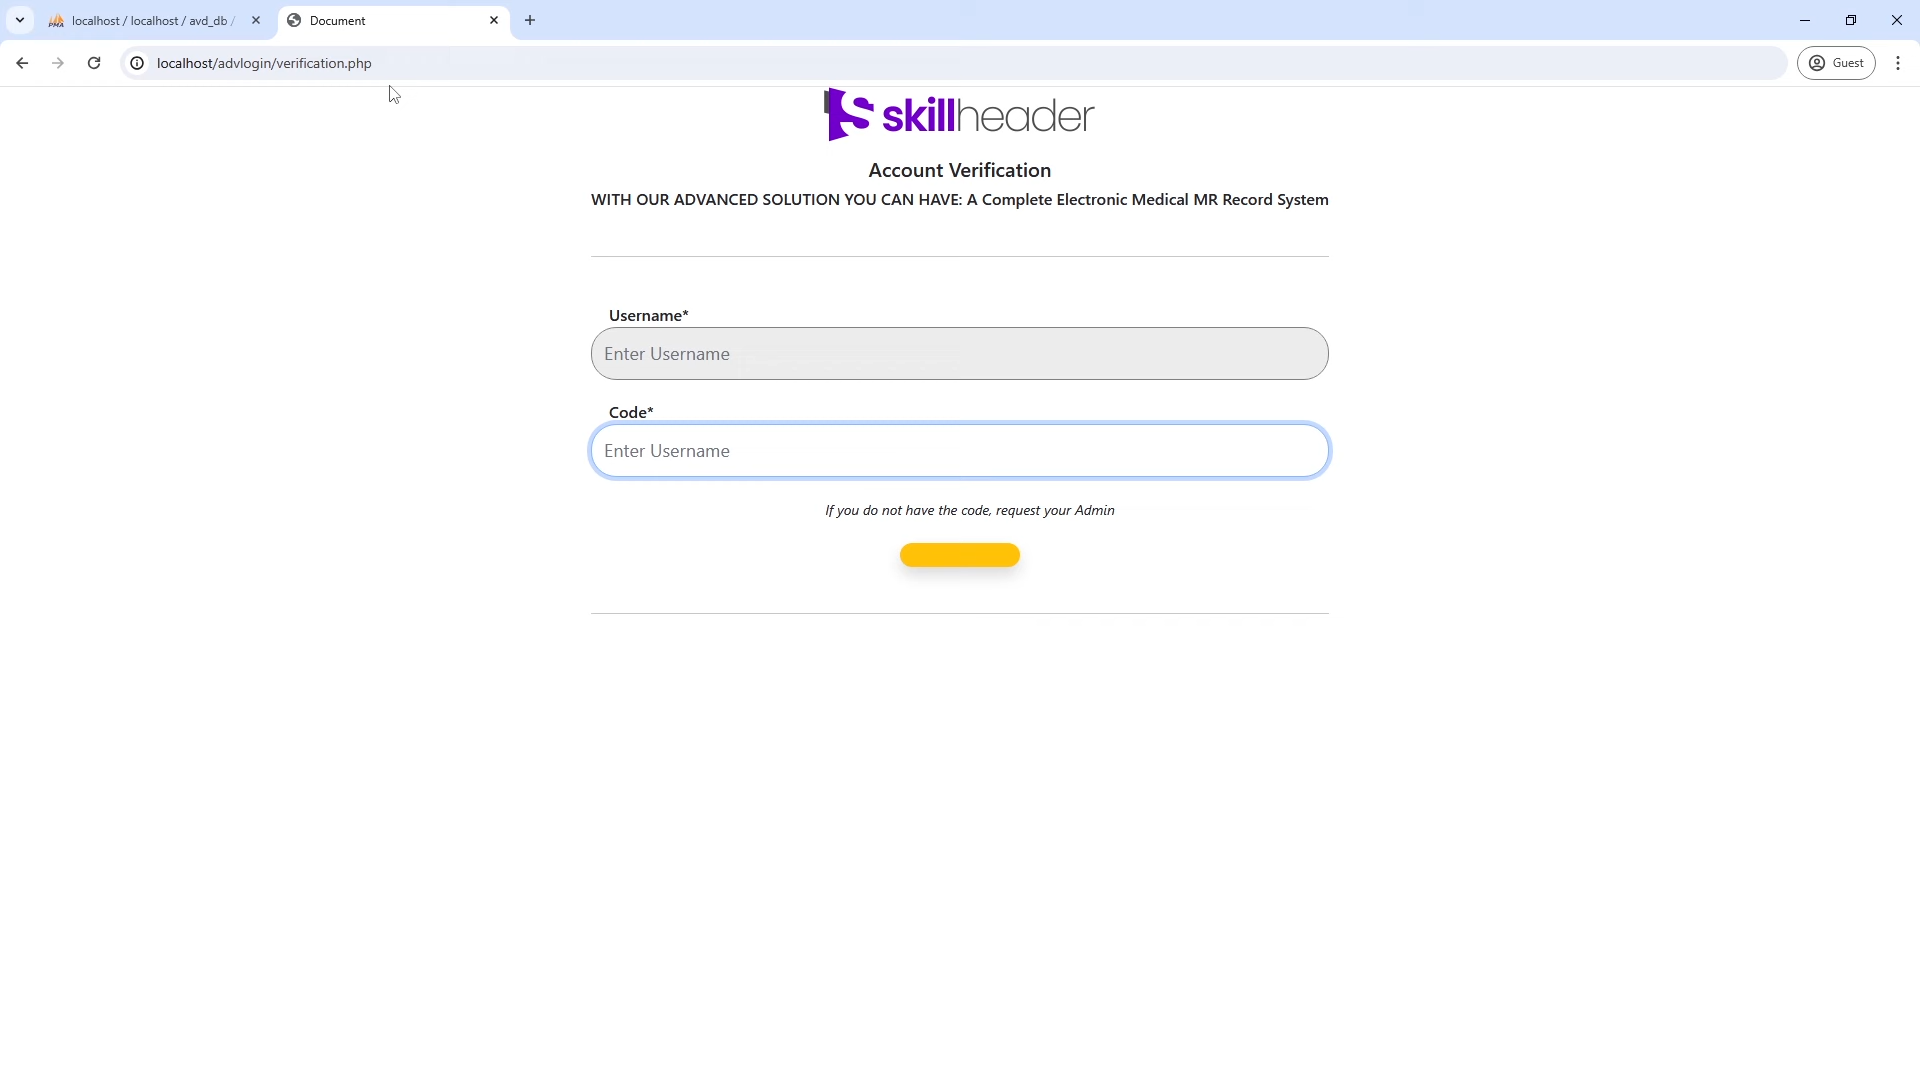 localhost / localhost / avd_db /
Document
localhost/advlogin/verification.php
Guest
skillheader
Account Verification
WITH OUR ADVANCED SOLUTION YOU CAN HAVE: A Complete Electronic Medical MR Record System
Username*
Enter Username
Code*
Enter Username
If you do not have the code, request your Admin